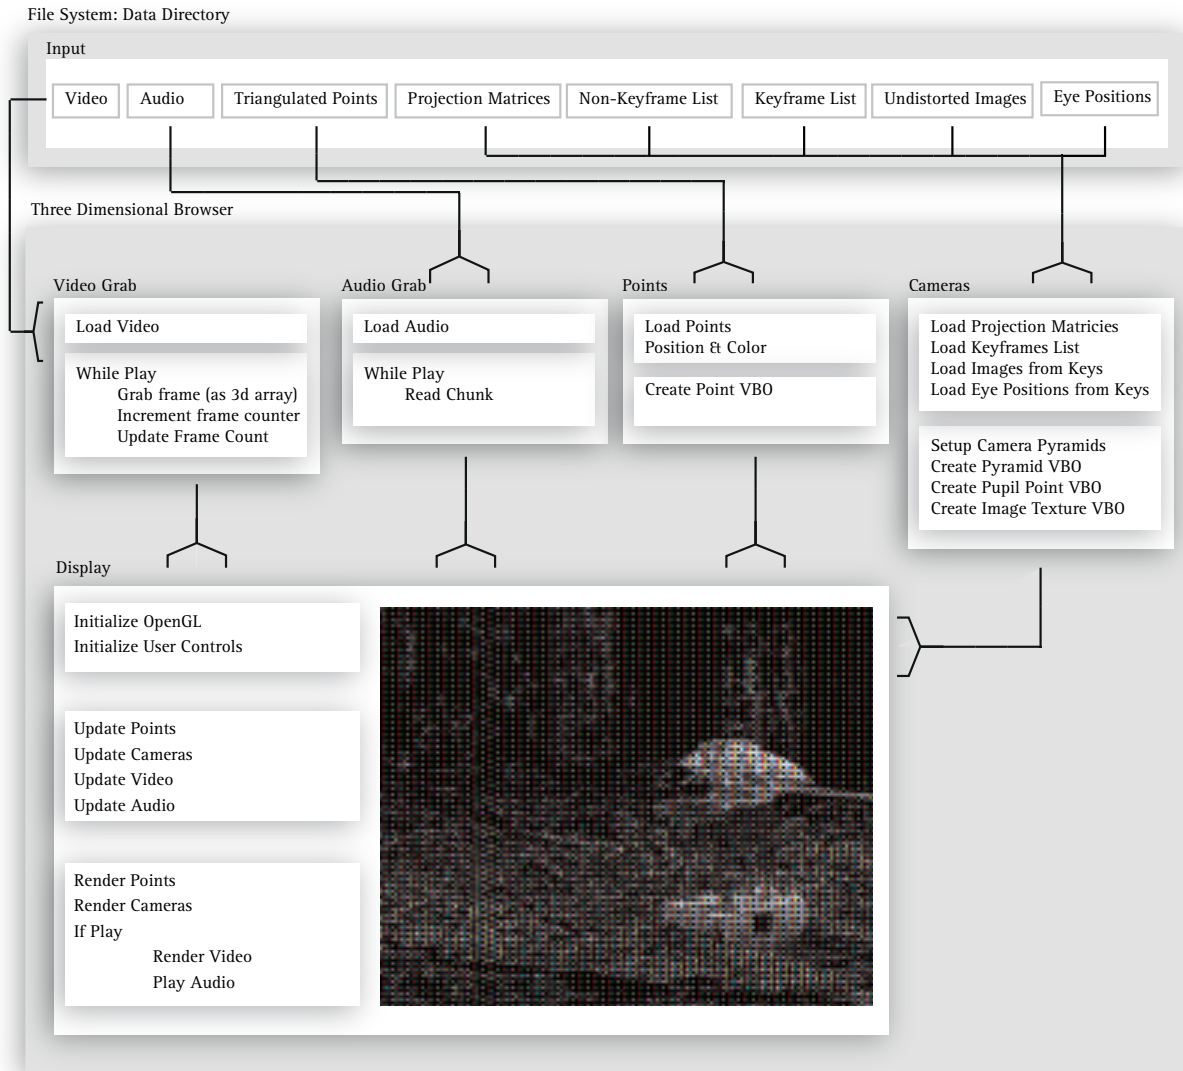 File System: Data Directory
Input
Video
Audio
Triangulated Points
Projection Matrices
Non-Keyframe List
Keyframe List
Undistorted Images
Eye Positions
Three Dimensional Browser
Video Grab
Load Video
While Play
Grab frame (as 3d array)
Increment frame counter
Update Frame Count
Audio Grab
Load Audio
While Play
Read Chunk
Points
Load Points
Position & Color
Create Point VBO
Cameras
Load Projection Matricies
Load Keyframes List
Load Images from Keys
Load Eye Positions from Keys
Setup Camera Pyramids
Create Pyramid VBO
Create Pupil Point VBO
Create Image Texture VBO
Display
Initialize OpenGL
Initialize User Controls
Update Points
Update Cameras
Update Video
Update Audio
Render Points
Render Cameras
If Play
Render Video
Play Audio